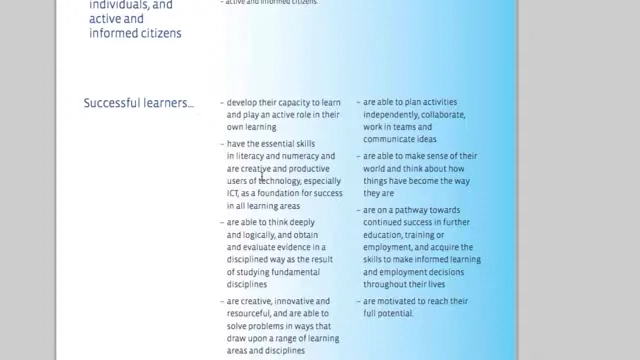 individuals, and
active and
informed citizens
– active and informed citizens.
Successful learners...
– develop their capacity to learn
and play an active role in their
own learning
– have the essential skills
in literacy and numeracy and
are creative and productive
users of technology, especially
ICT, as a foundation for success
in all learning areas
– are able to think deeply
and logically, and obtain
and evaluate evidence in a
disciplined way as the result
of studying fundamental
disciplines
– are creative, innovative and
resourceful, and are able to
solve problems in ways that
draw upon a range of learning
areas and disciplines
– are able to plan activities
independently, collaborate,
work in teams and
communicate ideas
– are able to make sense of their
world and think about how
things have become the way
they are
– are on a pathway towards
continued success in further
education, training or
employment, and acquire the
skills to make informed learning
and employment decisions
throughout their lives
– are motivated to reach their
full potential.